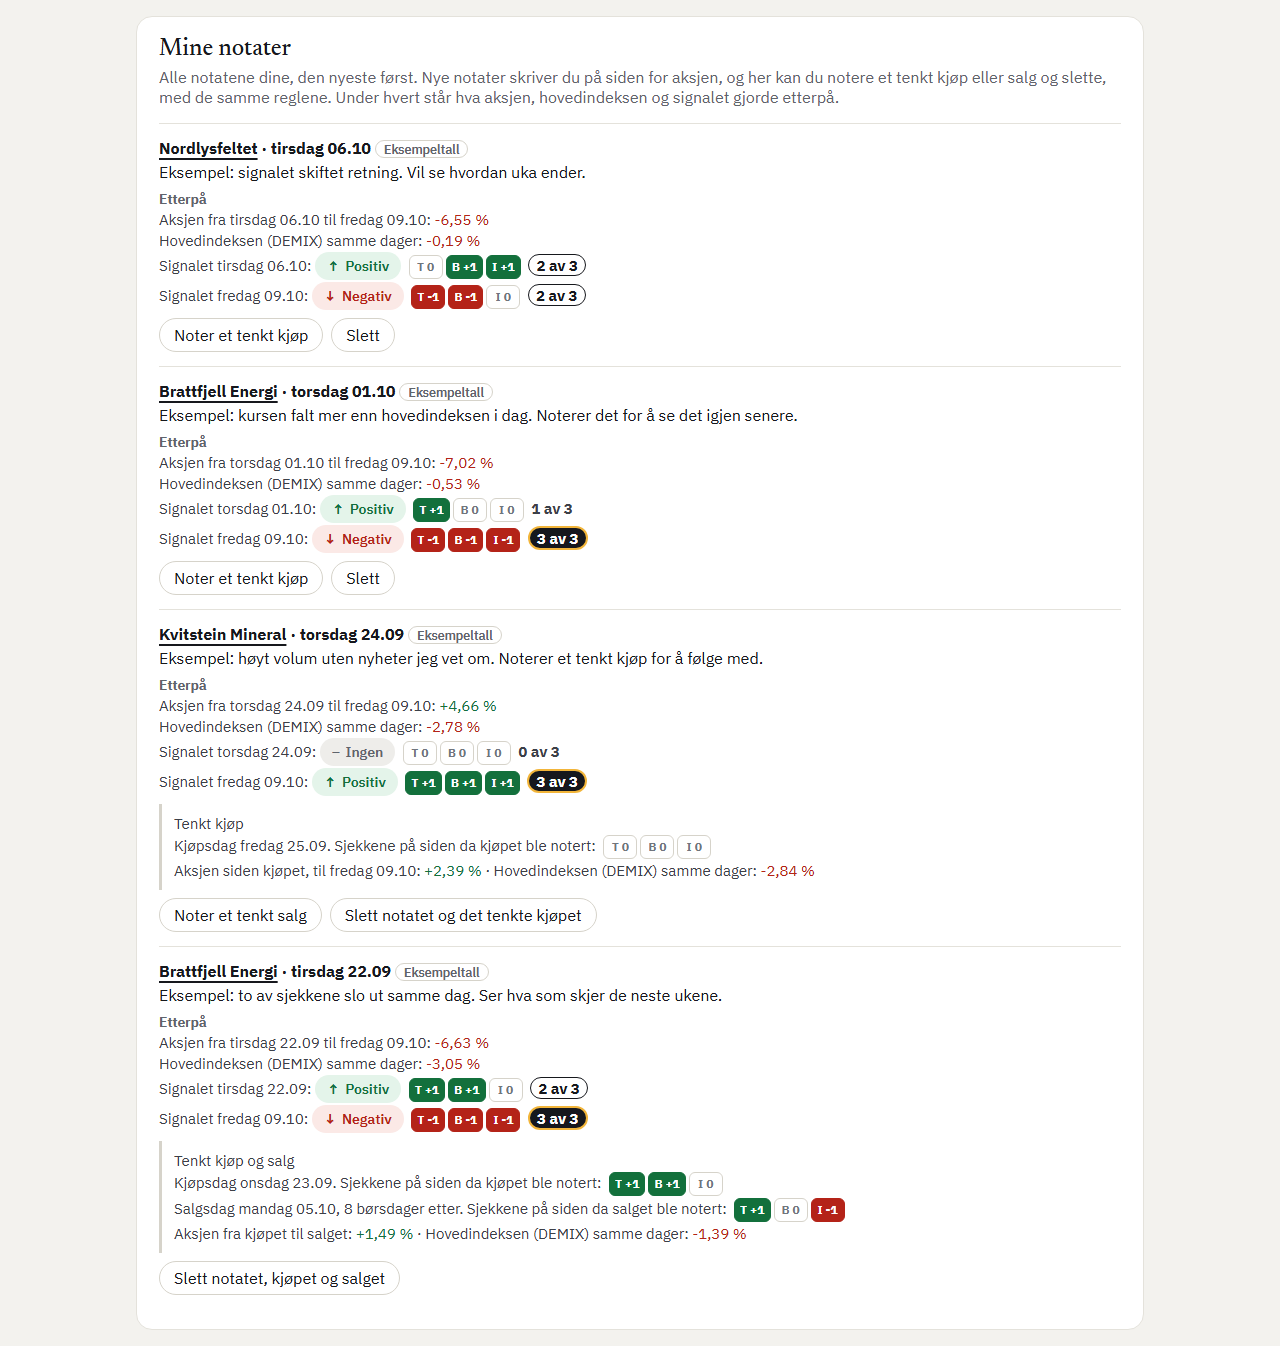 Mine notater
Alle notatene dine, den nyeste først. Nye notater skriver du på siden for aksjen, og her kan du notere et tenkt kjøp eller salg og slette,
med de samme reglene. Under hvert står hva aksjen, hovedindeksen og signalet gjorde etterpå.
Nordlysfeltet · tirsdag 06.10 Eksempeltall
Eksempel: signalet skiftet retning. Vil se hvordan uka ender.
Etterpå
Aksjen fra tirsdag 06.10 til fredag 09.10: -6,55 %
Hovedindeksen (DEMIX) samme dager: -0,19 %
Signalet tirsdag 06.10: ↑ Positiv T 0 B +1 I +1 2 av 3
Signalet fredag 09.10: ↓ Negativ T -1 B -1 I 0 2 av 3
Noter et tenkt kjøp Slett
Brattfjell Energi · torsdag 01.10 Eksempeltall
Eksempel: kursen falt mer enn hovedindeksen i dag. Noterer det for å se det igjen senere.
Etterpå
Aksjen fra torsdag 01.10 til fredag 09.10: -7,02 %
Hovedindeksen (DEMIX) samme dager: -0,53 %
Signalet torsdag 01.10: ↑ Positiv T +1 B 0 I 0 1 av 3
Signalet fredag 09.10: ↓ Negativ T -1 B -1 I -1 3 av 3
Noter et tenkt kjøp Slett
Kvitstein Mineral · torsdag 24.09 Eksempeltall
Eksempel: høyt volum uten nyheter jeg vet om. Noterer et tenkt kjøp for å følge med.
Etterpå
Aksjen fra torsdag 24.09 til fredag 09.10: +4,66 %
Hovedindeksen (DEMIX) samme dager: -2,78 %
Signalet torsdag 24.09: – Ingen T 0 B 0 I 0 0 av 3
Signalet fredag 09.10: ↑ Positiv T +1 B +1 I +1 3 av 3
Tenkt kjøp
Kjøpsdag fredag 25.09. Sjekkene på siden da kjøpet ble notert: T 0 B 0 I 0
Aksjen siden kjøpet, til fredag 09.10: +2,39 % · Hovedindeksen (DEMIX) samme dager: -2,84 %
Noter et tenkt salg Slett notatet og det tenkte kjøpet
Brattfjell Energi · tirsdag 22.09 Eksempeltall
Eksempel: to av sjekkene slo ut samme dag. Ser hva som skjer de neste ukene.
Etterpå
Aksjen fra tirsdag 22.09 til fredag 09.10: -6,63 %
Hovedindeksen (DEMIX) samme dager: -3,05 %
Signalet tirsdag 22.09: ↑ Positiv T +1 B +1 I 0 2 av 3
Signalet fredag 09.10: ↓ Negativ T -1 B -1 I -1 3 av 3
Tenkt kjøp og salg
Kjøpsdag onsdag 23.09. Sjekkene på siden da kjøpet ble notert: T +1 B +1 I 0
Salgsdag mandag 05.10, 8 børsdager etter. Sjekkene på siden da salget ble notert: T +1 B 0 I -1
Aksjen fra kjøpet til salget: +1,49 % · Hovedindeksen (DEMIX) samme dager: -1,39 %
Slett notatet, kjøpet og salget